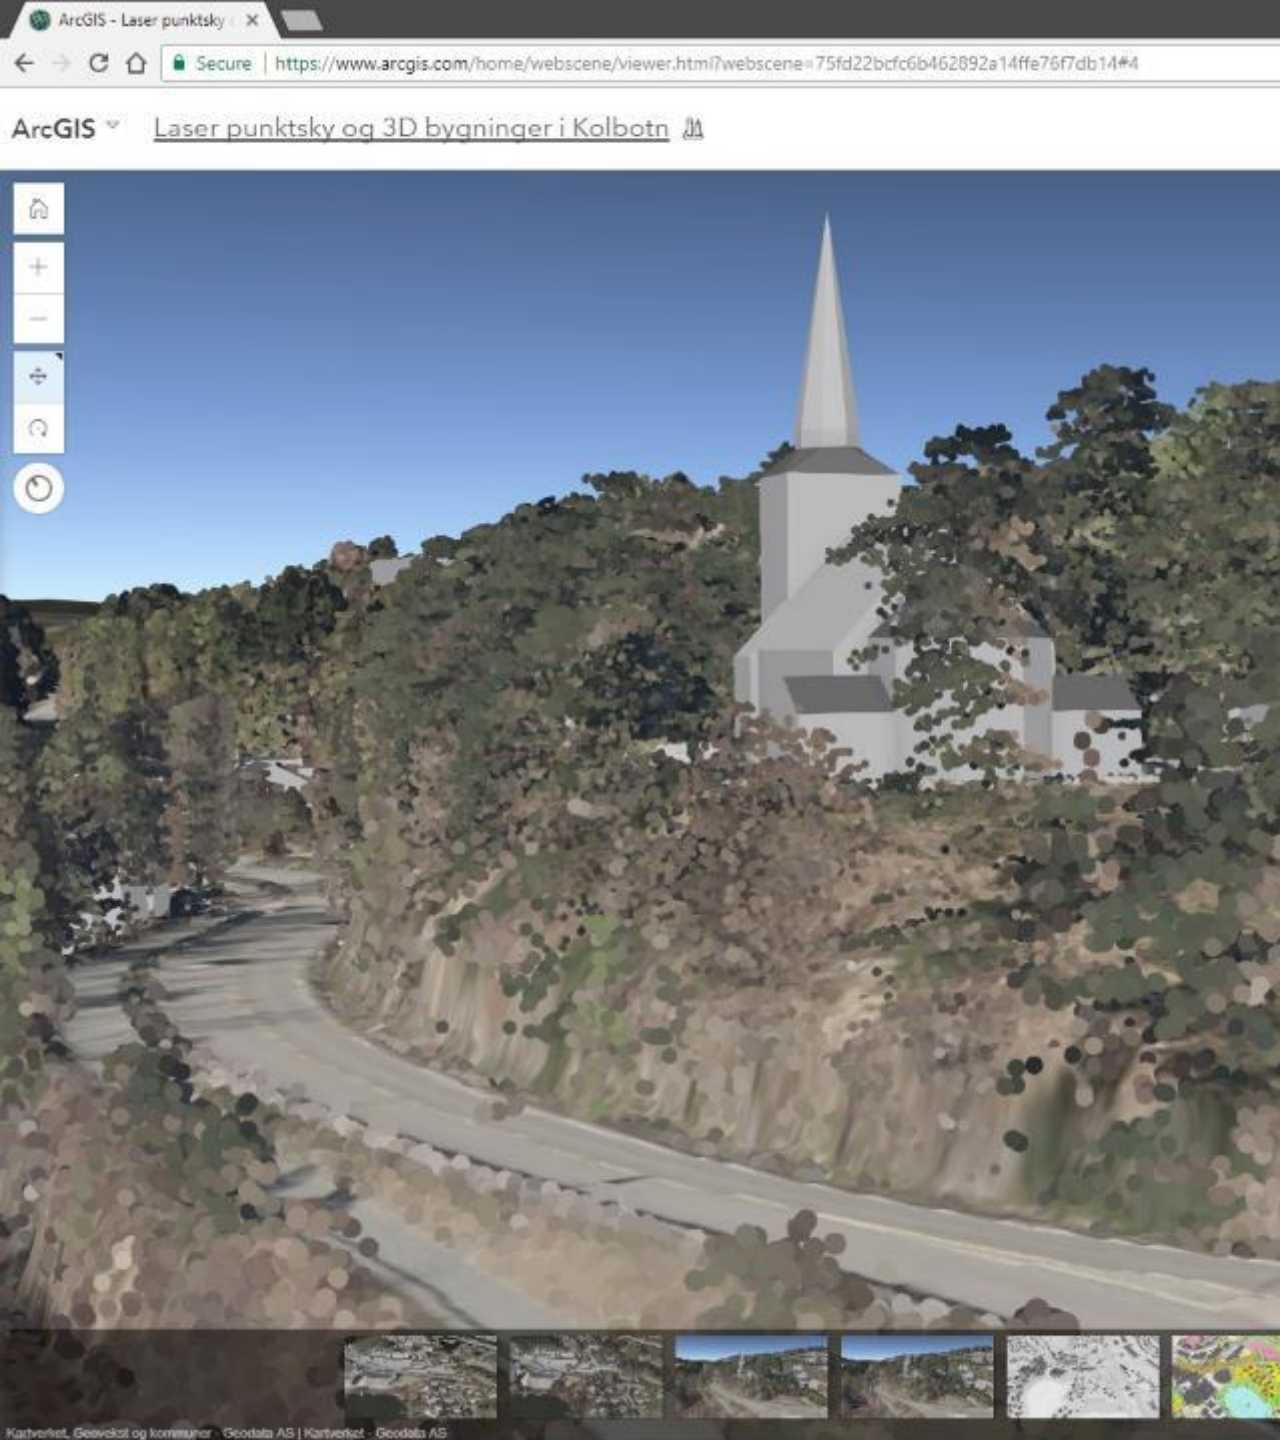 ArcGIS - Laser punktsky
Secure | https://www.arcgis.com/home/webscene/viewer.html?webscene=75fd22bcfc6b462892a14ffe76f7db14#4
ArcGIS Laser punktsky og 3D bygninger i Kolbotn
Kartverket, Geovekst og kommuner - Geodata AS | Kartverket - Geodata AS